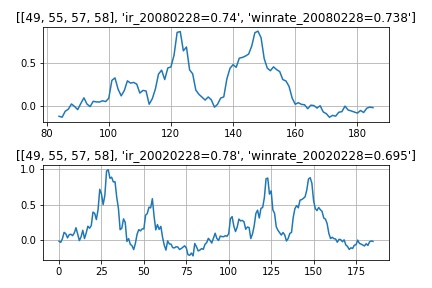 [[49, 55, 57, 58], 'ir_20080228=0.74', 'winrate_20080228=0.738']
0.5
0.0
80 100 120 140 160 180
[[49, 55, 57, 58], 'ir_20020228=0.78', 'winrate_20020228=0.695']
1.0
0.5
0.0
0 25 50 75 100 125 150 175